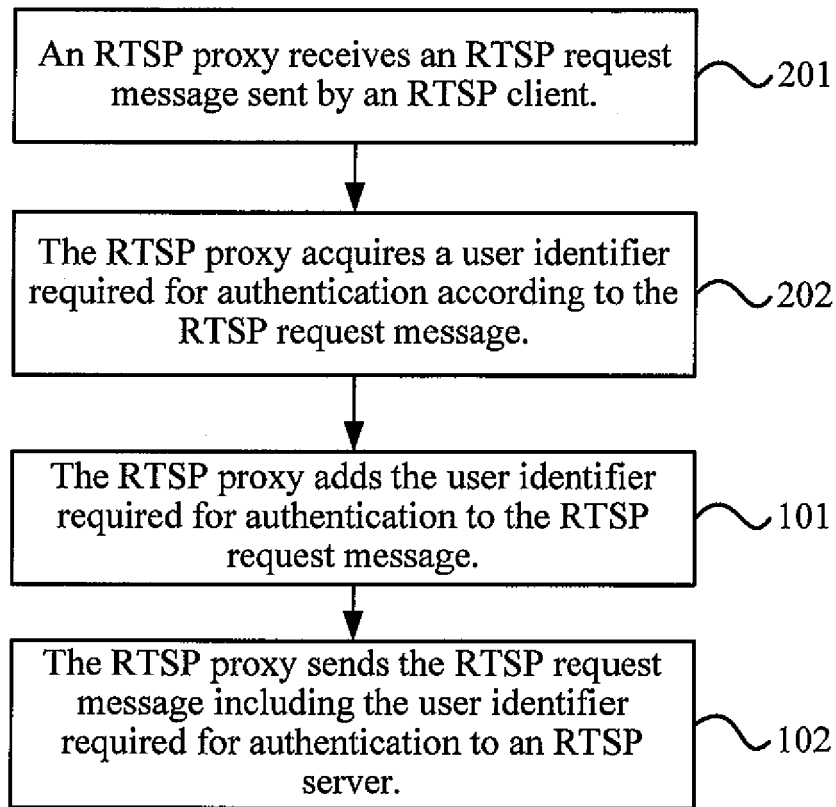 An RTSP proxy receives an RTSP request
message sent by an RTSP client.
201
The RTSP proxy acquires a user identifier
required for authentication according to the
RTSP request message.
202
The RTSP proxy adds the user identifier
required for authentication to the RTSP
request message.
101
The RTSP proxy sends the RTSP request
message including the user identifier
required for authentication to an RTSP
server.
102